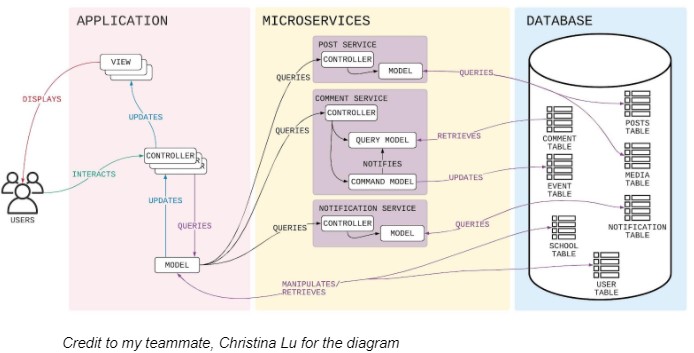 APPLICATION
MICROSERVICES
DATABASE
VIEW
DISPLAYS
UPDATES
INTERACTS
USERS
CONTROLLER
R
UPDATES
QUERIES
MODEL
POST SERVICE
CONTROLLER
MODEL
QUERIES
QUERIES
COMMENT SERVICE
CONTROLLER
QUERIES
QUERY MODEL
RETRIEVES
NOTIFIES
COMMAND MODEL
UPDATES
NOTIFICATION SERVICE
CONTROLLER
QUERIES
MODEL
QUERIES
MANIPULATES/
RETRIEVES
POSTS
TABLE
COMMENT
TABLE
MEDIA
TABLE
EVENT
TABLE
NOTIFICATION
TABLE
SCHOOL
TABLE
USER
TABLE
Credit to my teammate, Christina Lu for the diagram